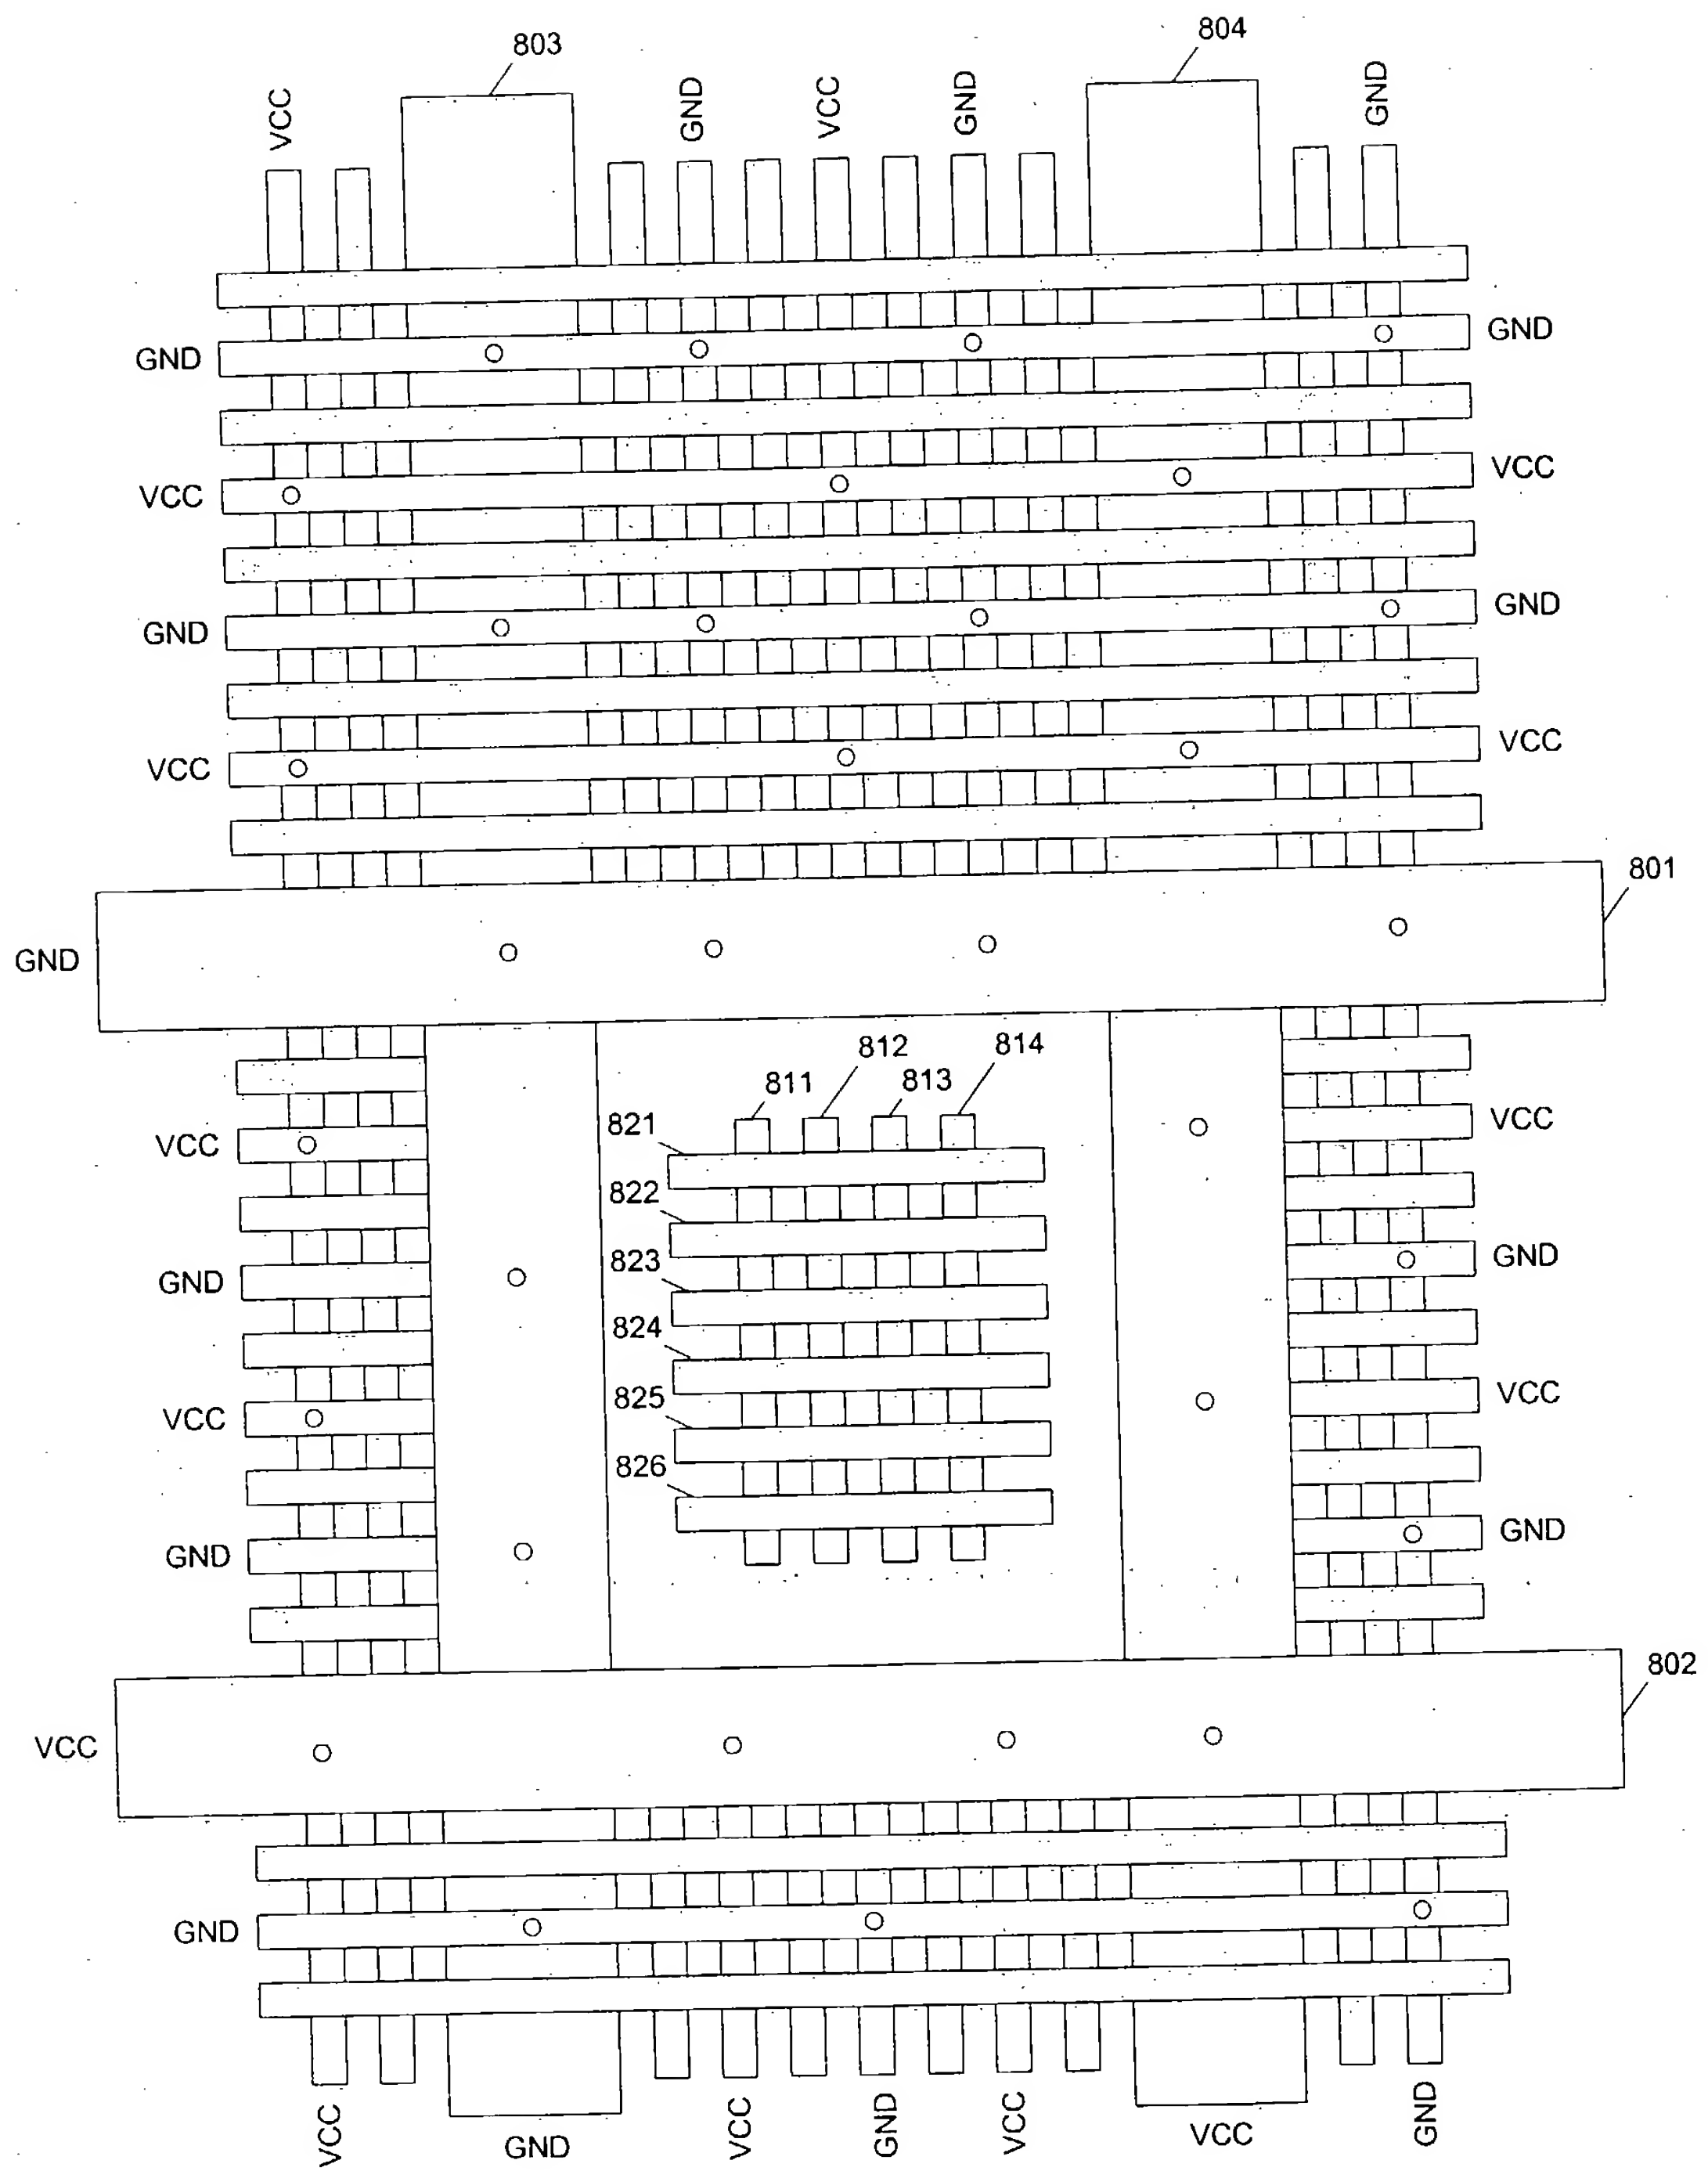 803
804
VCC
GND
VCC
GND
GND
GND
GND
VCC
VCC
GND
GND
VCC
VCC
801
GND
812
814
811
813
821
VCC
VCC
822
823
GND
GND
824
825
VCC
VCC
826
GND
GND
802
VCC
GND
VCC
GND
VCC
GND
VCC
VCC
GND